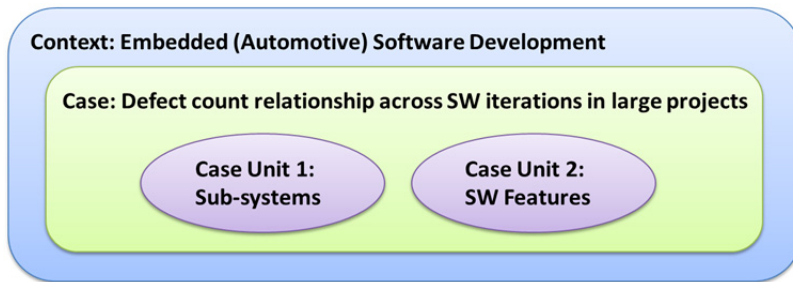 Context: Embedded (Automotive) Software Development
Case: Defect count relationship across SW iterations in large projects
Case Unit 1:
Sub-systems
Case Unit 2:
SW Features